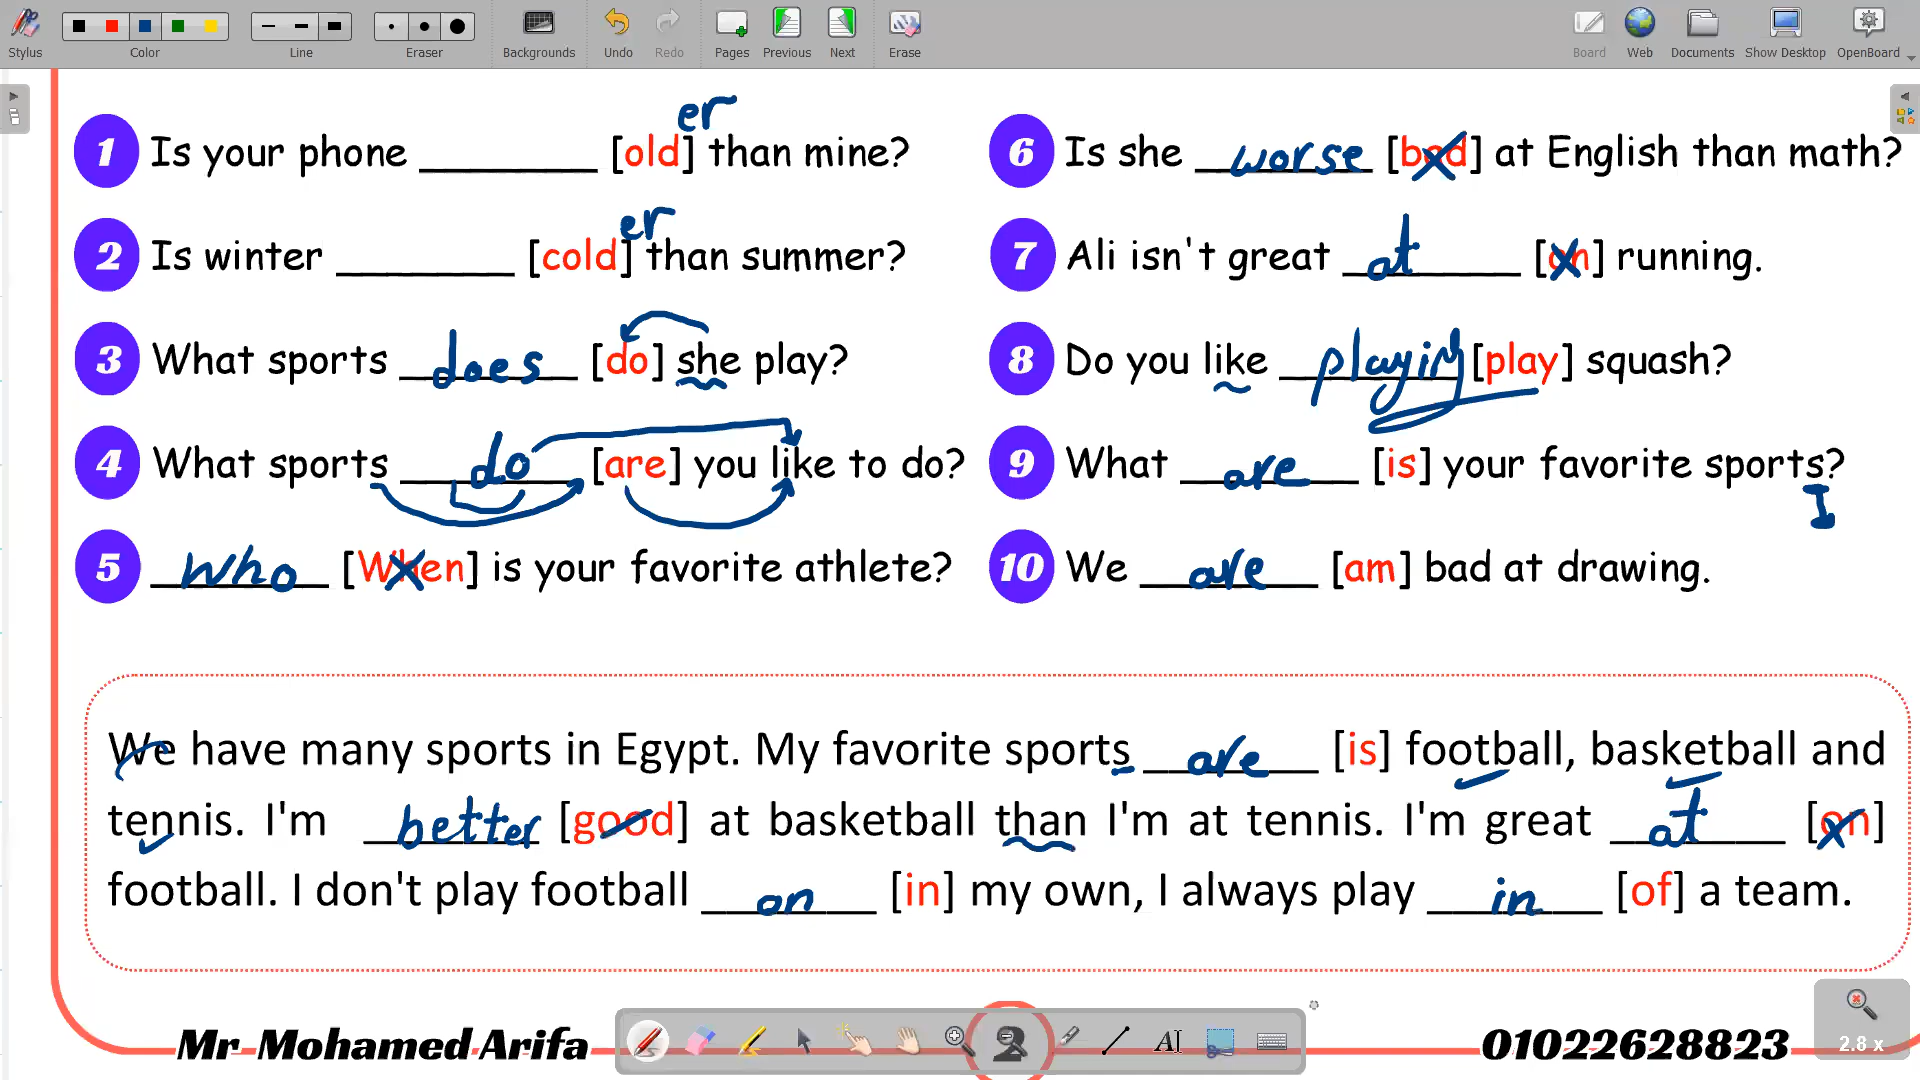 Stylus Color Line Eraser Backgrounds Undo Redo Pages Previous Next Erase Board Web Documents Show Desktop OpenBoard
er
1 Is your phone ________ [old] than mine?
er
2 Is winter ________ [cold] than summer?
3 What sports does [do] she play?
4 What sports do [are] you like to do?
5 who [When] is your favorite athlete?
6 Is she worse [bad] at English than math?
7 Ali isn't great at [on] running.
8 Do you like playing [play] squash?
9 What are [is] your favorite sports?
10 We are [am] bad at drawing.
We have many sports in Egypt. My favorite sports are [is] football, basketball and
tennis. I'm better [good] at basketball than I'm at tennis. I'm great at [on]
football. I don't play football on [in] my own, I always play in [of] a team.
Mr Mohamed Arifa 2 01022628823
2.8 x